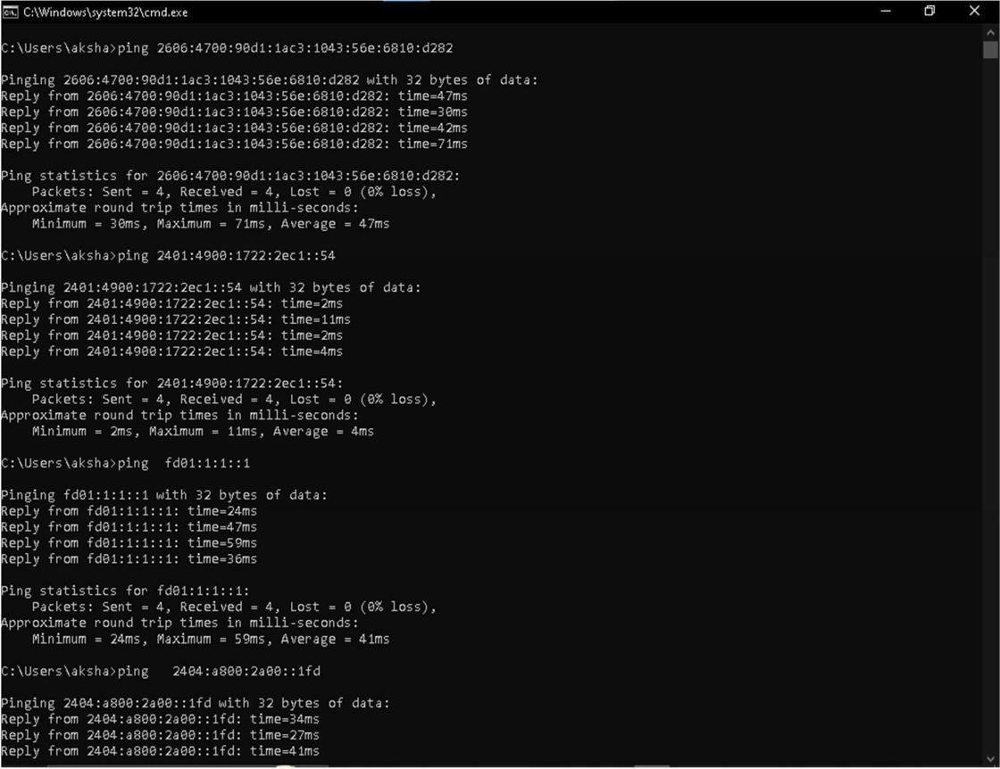 C:\Windows\system32\cmd.exe
C:\Users\aksha>ping 2606:4700:90d1:1ac3:1043:56e:6810:d282
Pinging 2606:4700:90d1:1ac3:1043:56e:6810:d282 with 32 bytes of data:
Reply from 2606:4700:90d1:1ac3:1043:56e:6810:d282: time=47ms
Reply from 2606:4700:90d1:1ac3:1043:56e:6810:d282: time=30ms
Reply from 2606:4700:90d1:1ac3:1043:56e:6810:d282: time=42ms
Reply from 2606:4700:90d1:1ac3:1043:56e:6810:d282: time=71ms
Ping statistics for 2606:4700:90d1:1ac3:1043:56e:6810:d282:
    Packets: Sent = 4, Received = 4, Lost = 0 (0% loss),
Approximate round trip times in milli-seconds:
    Minimum = 30ms, Maximum = 71ms, Average = 47ms
C:\Users\aksha>ping 2401:4900:1722:2ec1::54
Pinging 2401:4900:1722:2ec1::54 with 32 bytes of data:
Reply from 2401:4900:1722:2ec1::54: time=2ms
Reply from 2401:4900:1722:2ec1::54: time=11ms
Reply from 2401:4900:1722:2ec1::54: time=2ms
Reply from 2401:4900:1722:2ec1::54: time=4ms
Ping statistics for 2401:4900:1722:2ec1::54:
    Packets: Sent = 4, Received = 4, Lost = 0 (0% loss),
Approximate round trip times in milli-seconds:
    Minimum = 2ms, Maximum = 11ms, Average = 4ms
C:\Users\aksha>ping  fd01:1:1::1
Pinging fd01:1:1::1 with 32 bytes of data:
Reply from fd01:1:1::1: time=24ms
Reply from fd01:1:1::1: time=47ms
Reply from fd01:1:1::1: time=59ms
Reply from fd01:1:1::1: time=36ms
Ping statistics for fd01:1:1::1:
    Packets: Sent = 4, Received = 4, Lost = 0 (0% loss),
Approximate round trip times in milli-seconds:
    Minimum = 24ms, Maximum = 59ms, Average = 41ms
C:\Users\aksha>ping   2404:a800:2a00::1fd
Pinging 2404:a800:2a00::1fd with 32 bytes of data:
Reply from 2404:a800:2a00::1fd: time=34ms
Reply from 2404:a800:2a00::1fd: time=27ms
Reply from 2404:a800:2a00::1fd: time=41ms